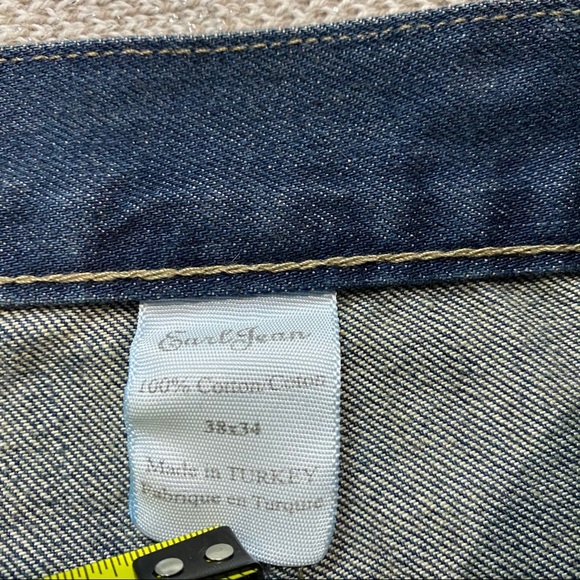 Earl Jean
100% Cotton/Coton
38x34
Made in TURKEY
Fabrique en Turquie